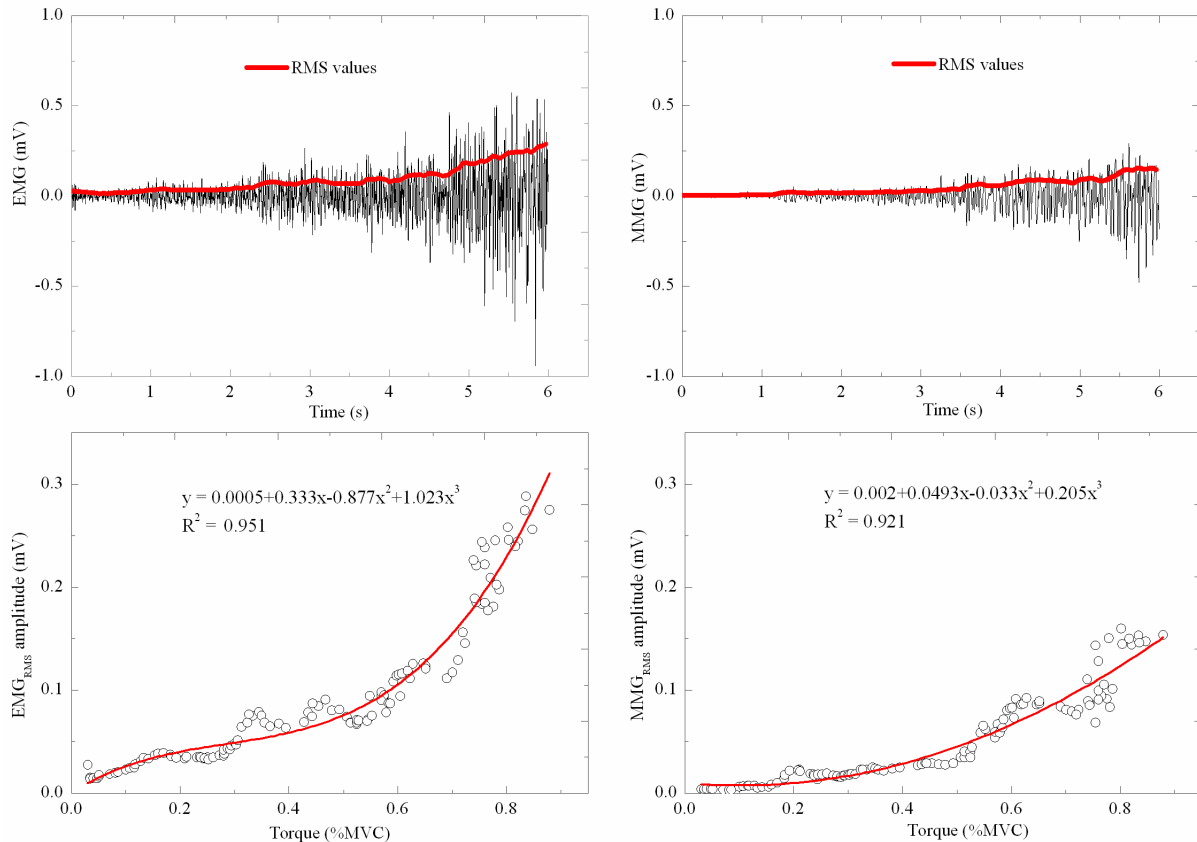 1.0
0.5
0.0
-0.5
-1.0
EMG (mV)
RMS values
0 1 2 3 4 5 6
Time (s)
1.0
0.5
0.0
-0.5
-1.0
MMG (mV)
RMS values
0 1 2 3 4 5 6
Time (s)
0.3
0.2
0.1
0.0
EMG_RMS amplitude (mV)
y = 0.0005+0.333x-0.877x²+1.023x³
R² = 0.951
0.0 0.2 0.4 0.6 0.8
Torque (%MVC)
0.3
0.2
0.1
0.0
MMG_RMS amplitude (mV)
y = 0.002+0.0493x-0.033x²+0.205x³
R² = 0.921
0.0 0.2 0.4 0.6 0.8
Torque (%MVC)